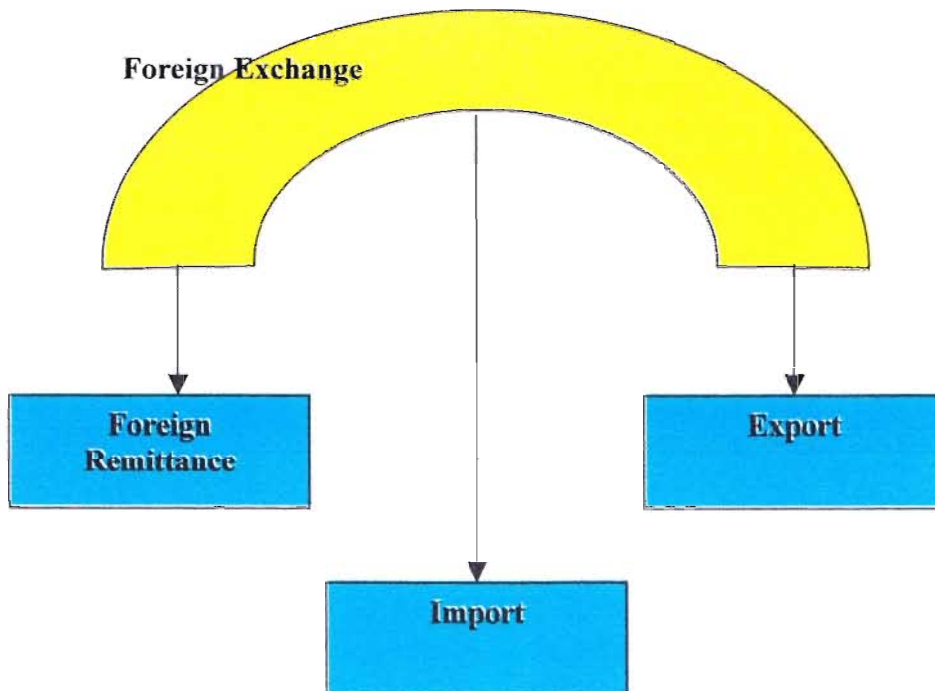 Foreign Exchange
Foreign
Remittance
Export
Import